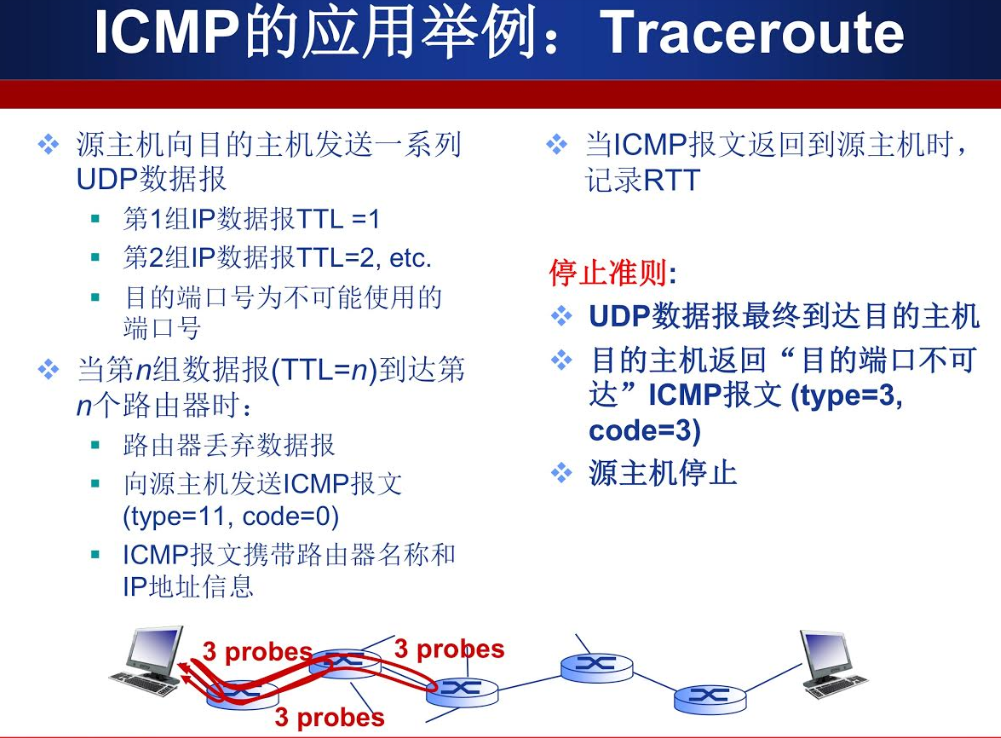 ICMP的应用举例：Traceroute
源主机向目的主机发送一系列
UDP数据报
第1组IP数据报TTL =1
第2组IP数据报TTL=2, etc.
目的端口号为不可能使用的
端口号
当第n组数据报(TTL=n)到达第
n个路由器时：
路由器丢弃数据报
向源主机发送ICMP报文
(type=11, code=0)
ICMP报文携带路由器名称和
IP地址信息
当ICMP报文返回到源主机时，
记录RTT
停止准则:
UDP数据报最终到达目的主机
目的主机返回“目的端口不可
达”ICMP报文 (type=3,
code=3)
源主机停止
3 probes
3 probes
3 probes